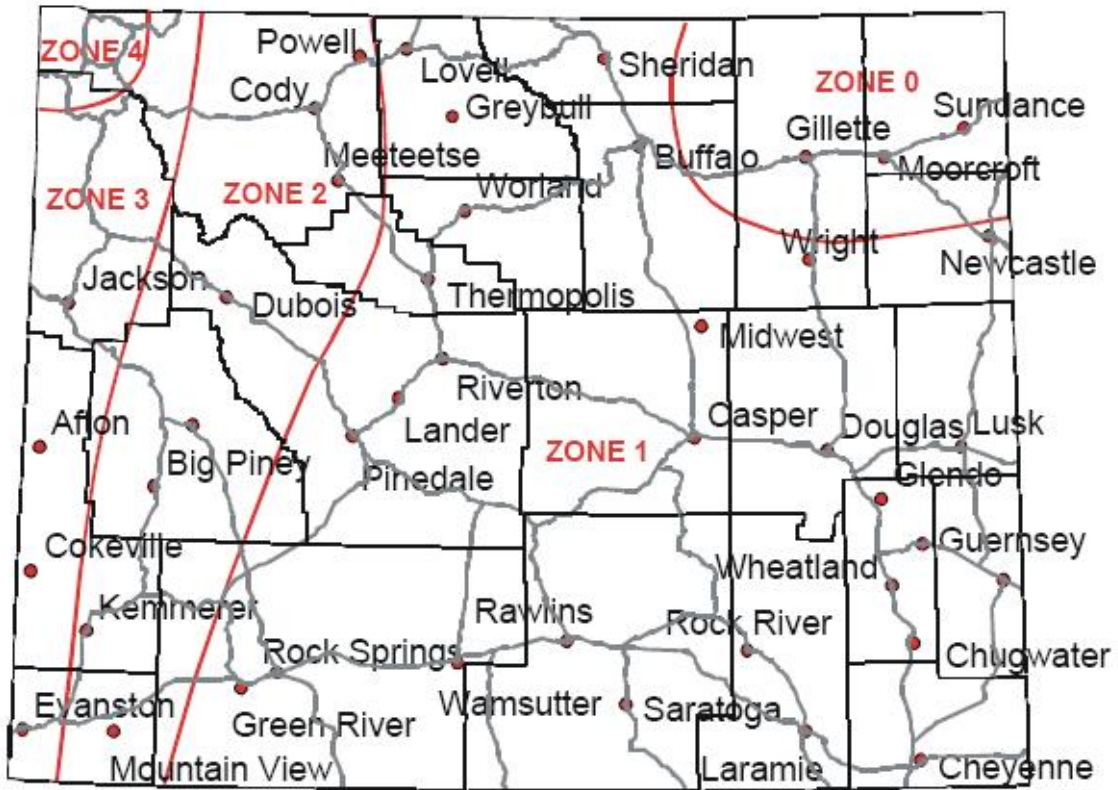 ZONE 4
Powell
Lovell
Sheridan
ZONE 0
Cody
Greybull
Sundance
Gillette
Meeteetse
Buffalo
Moorcroft
ZONE 3
ZONE 2
Worland
Wright
Newcastle
Jackson
Dubois
Thermopolis
Midwest
Riverton
Afton
Lander
Casper
Douglas
Lusk
Big Piney
Pinedale
ZONE 1
Glendo
Cokeville
Guernsey
Wheatland
Kemmerer
Rawlins
Rock River
Rock Springs
Chugwater
Evanston
Green River
Wamsutter
Saratoga
Mountain View
Laramie
Cheyenne